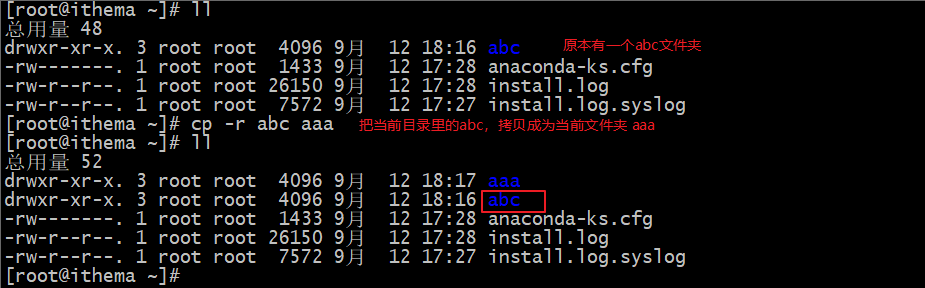 [root@ithema ~]# ll
总用量 48
drwxr-xr-x. 3 root root  4096 9月  12 18:16 abc 原本有一个abc文件夹
-rw-------. 1 root root  1433 9月  12 17:28 anaconda-ks.cfg
-rw-r--r--. 1 root root 26150 9月  12 17:28 install.log
-rw-r--r--. 1 root root  7572 9月  12 17:27 install.log.syslog
[root@ithema ~]# cp -r abc aaa 把当前目录里的abc，拷贝成为当前文件夹 aaa
[root@ithema ~]# ll
总用量 52
drwxr-xr-x. 3 root root  4096 9月  12 18:17 aaa
drwxr-xr-x. 3 root root  4096 9月  12 18:16 abc
-rw-------. 1 root root  1433 9月  12 17:28 anaconda-ks.cfg
-rw-r--r--. 1 root root 26150 9月  12 17:28 install.log
-rw-r--r--. 1 root root  7572 9月  12 17:27 install.log.syslog
[root@ithema ~]#